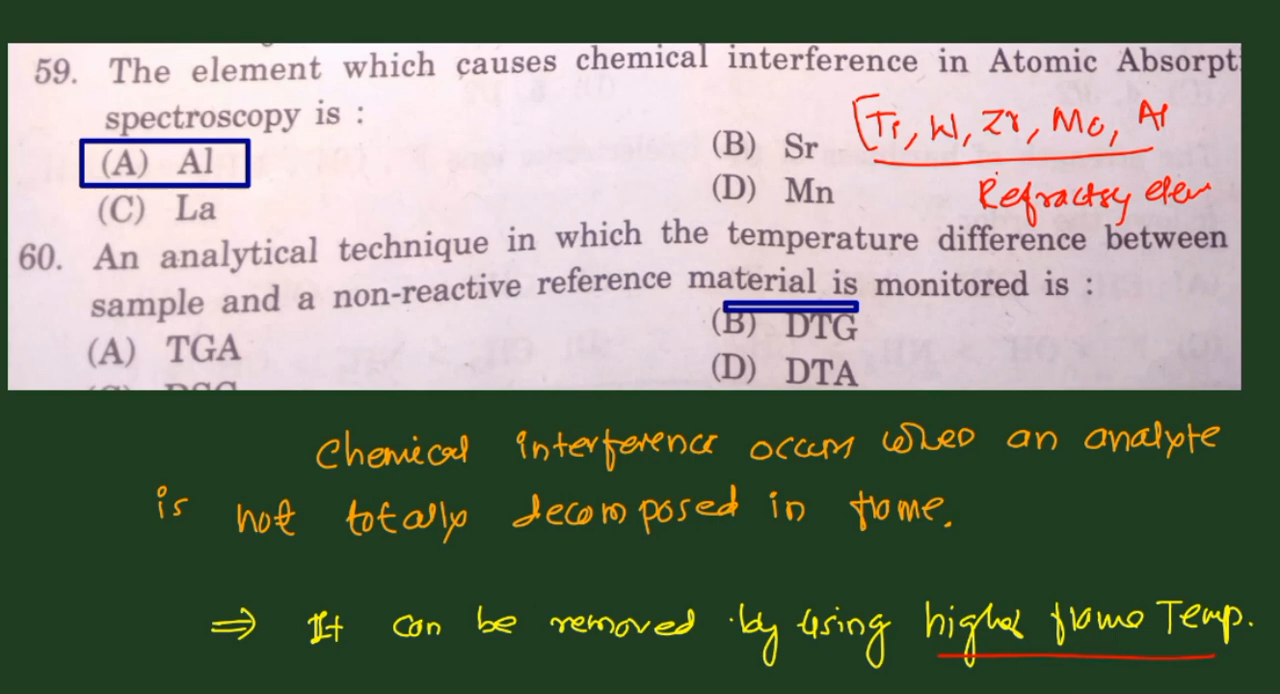 59. The element which causes chemical interference in Atomic Absorpt
spectroscopy is :
(A) Al
(B) Sr
(C) La
(D) Mn
[Ti, W, Zr, Mo, Al
Refractsy elem
60. An analytical technique in which the temperature difference between
sample and a non-reactive reference material is monitored is :
(A) TGA
(B) DTG
(D) DTA
Chemical interference occurs when an analyte
is not totally decomposed in flame.
⇒ It can be removed by using higher flame Temp.